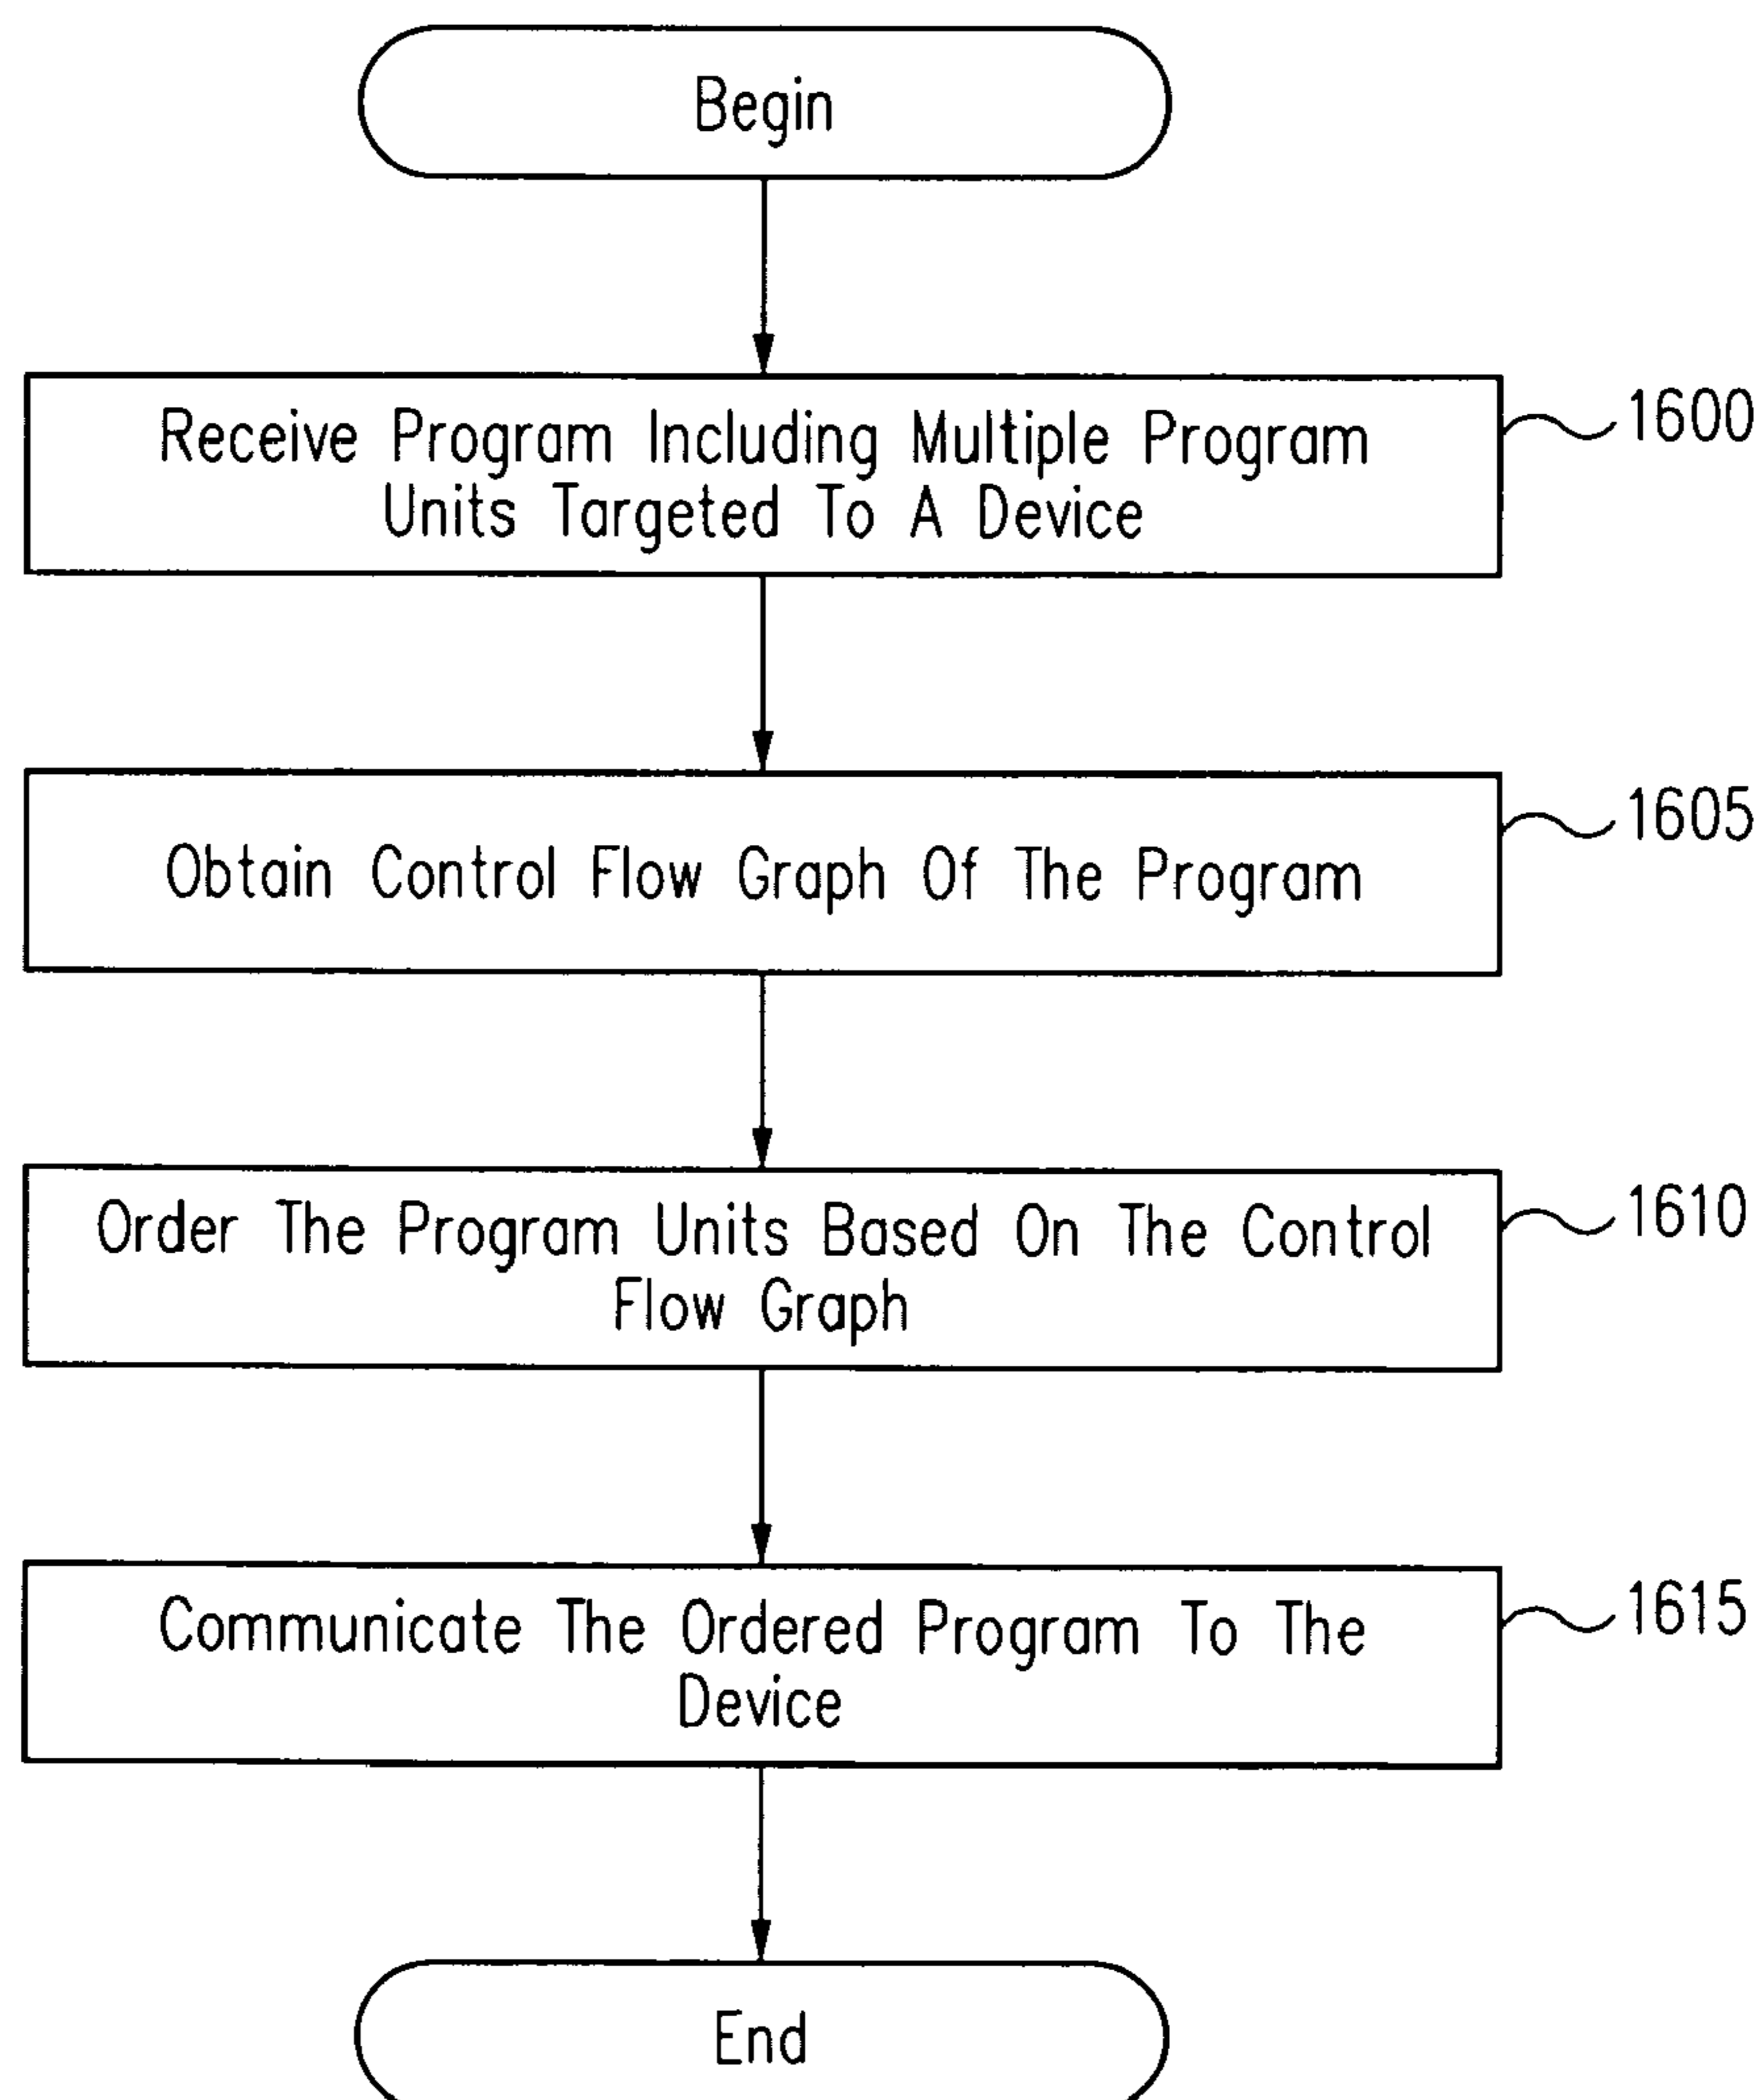 Begin
Receive Program Including Multiple Program
Units Targeted To A Device
1600
Obtain Control Flow Graph Of The Program
1605
Order The Program Units Based On The Control
Flow Graph
1610
Communicate The Ordered Program To The
Device
1615
End